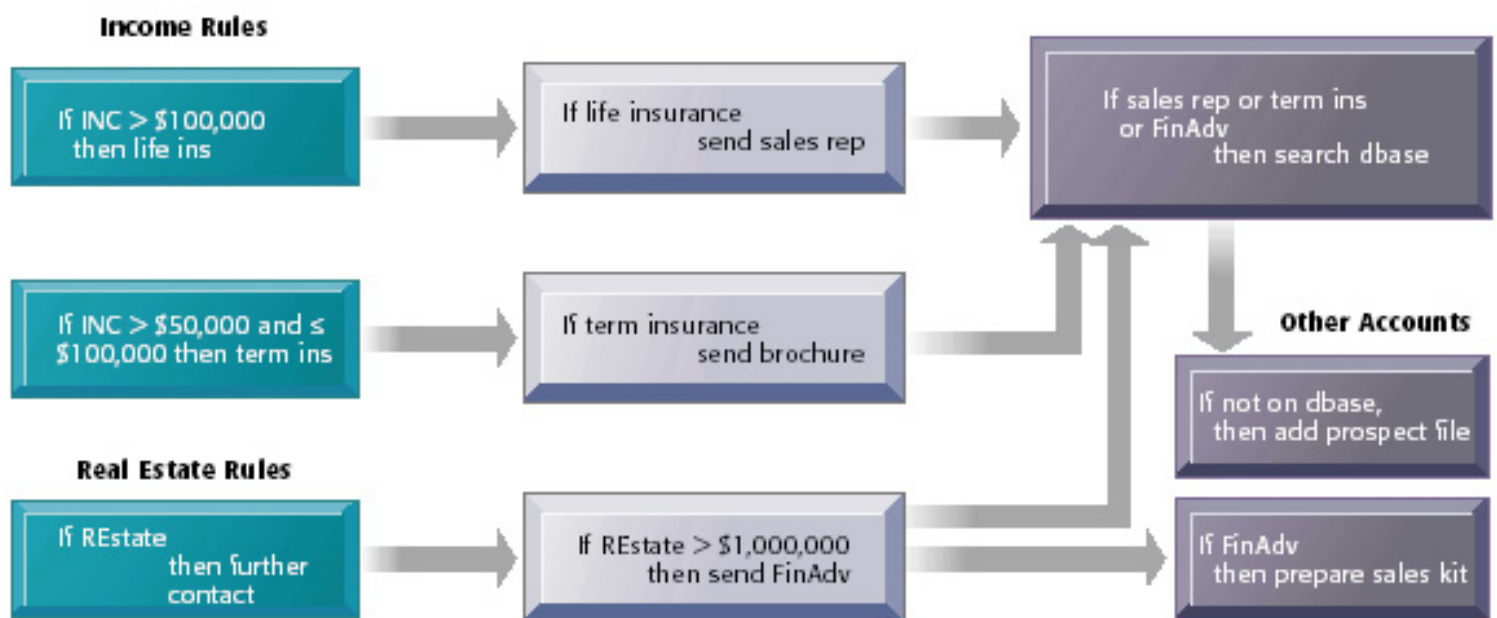 Income Rules
If INC > $100,000
then life ins
If life insurance
send sales rep
If sales rep or term ins
or FinAdv
then search dbase
If INC > $50,000 and ≤
$100,000 then term ins
If term insurance
send brochure
Other Accounts
If not on dbase,
then add prospect file
Real Estate Rules
If REstate
then further
contact
If REstate > $1,000,000
then send FinAdv
If FinAdv
then prepare sales kit